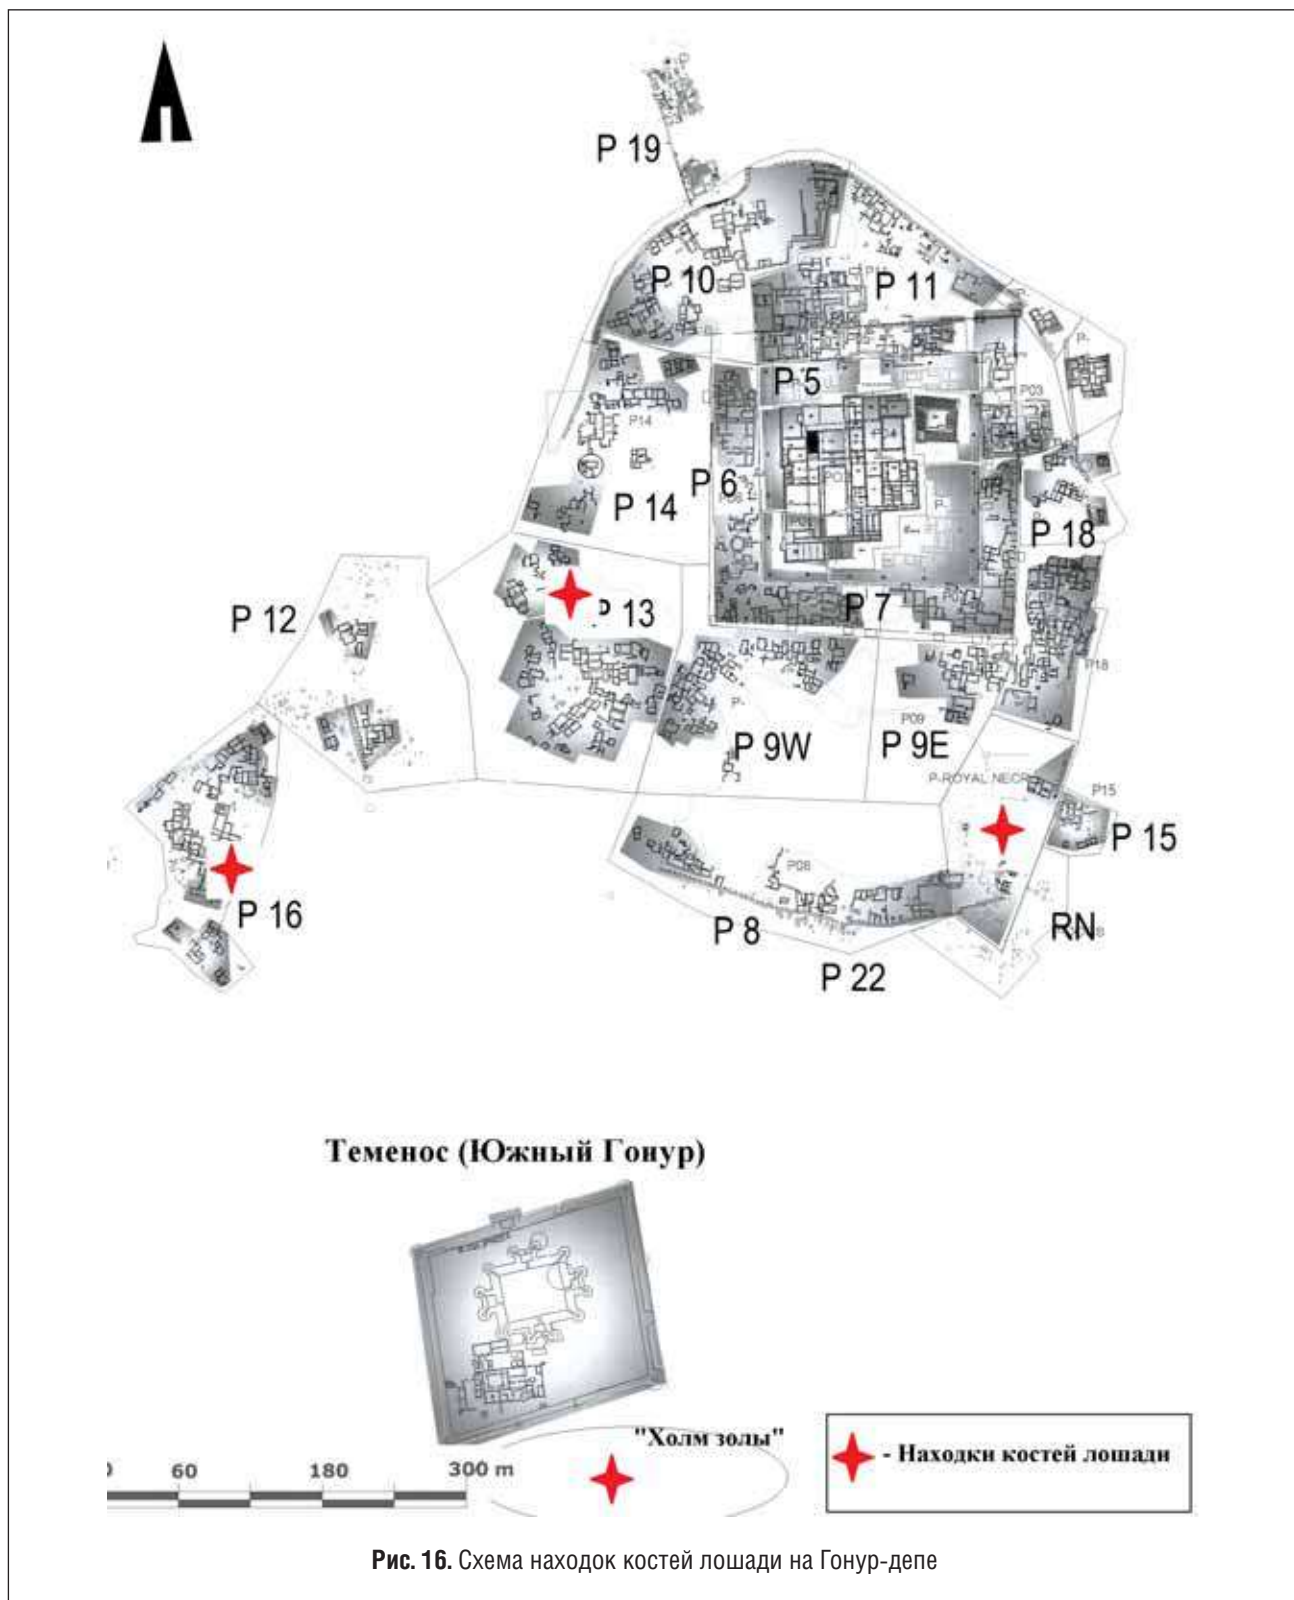 P 19
P 10
P 11
P 5
P03
P14
P 6
P 14
P 18
P 12
P 13
P 7
P18
P 9W
P09
P 9E
P-ROYAL NECR
P15
P 15
P 16
P08
P 8
RN
P 22
Теменос (Южный Гонур)
"Холм золы"
- Находки костей лошади
60 180 300 m
Рис. 16. Схема находок костей лошади на Гонур-депе